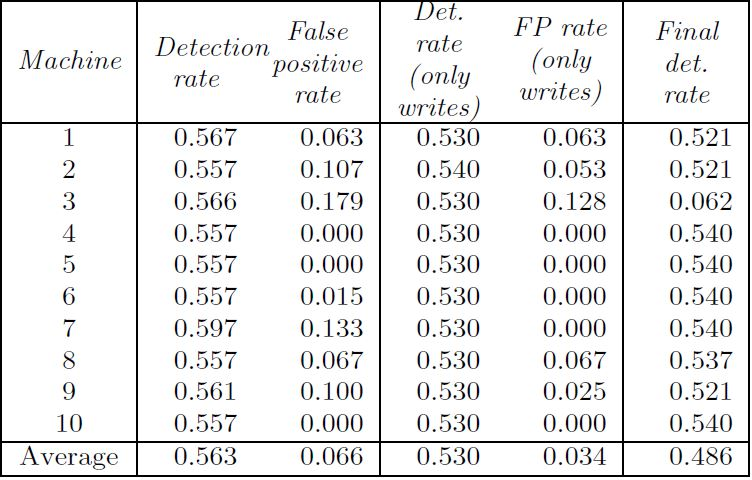 Machine Detection rate False positive rate Det. rate (only writes) FP rate (only writes) Final det. rate
1 0.567 0.063 0.530 0.063 0.521
2 0.557 0.107 0.540 0.053 0.521
3 0.566 0.179 0.530 0.128 0.062
4 0.557 0.000 0.530 0.000 0.540
5 0.557 0.000 0.530 0.000 0.540
6 0.557 0.015 0.530 0.000 0.540
7 0.597 0.133 0.530 0.000 0.540
8 0.557 0.067 0.530 0.067 0.537
9 0.561 0.100 0.530 0.025 0.521
10 0.557 0.000 0.530 0.000 0.540
Average 0.563 0.066 0.530 0.034 0.486